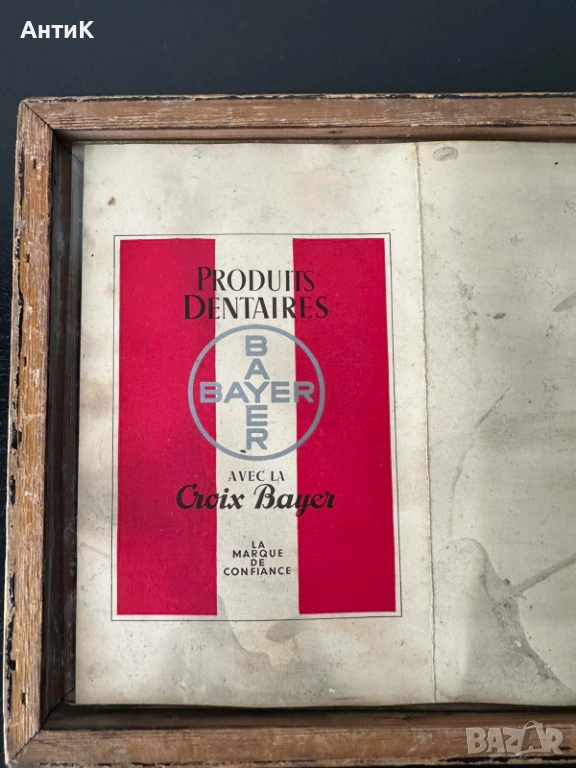 АнтиК
PRODUITS
DENTAIRES
BAYER
BAYER
AVEC LA
Croix Bayer
LA
MARQUE
DE
CONFIANCE
BAZAR